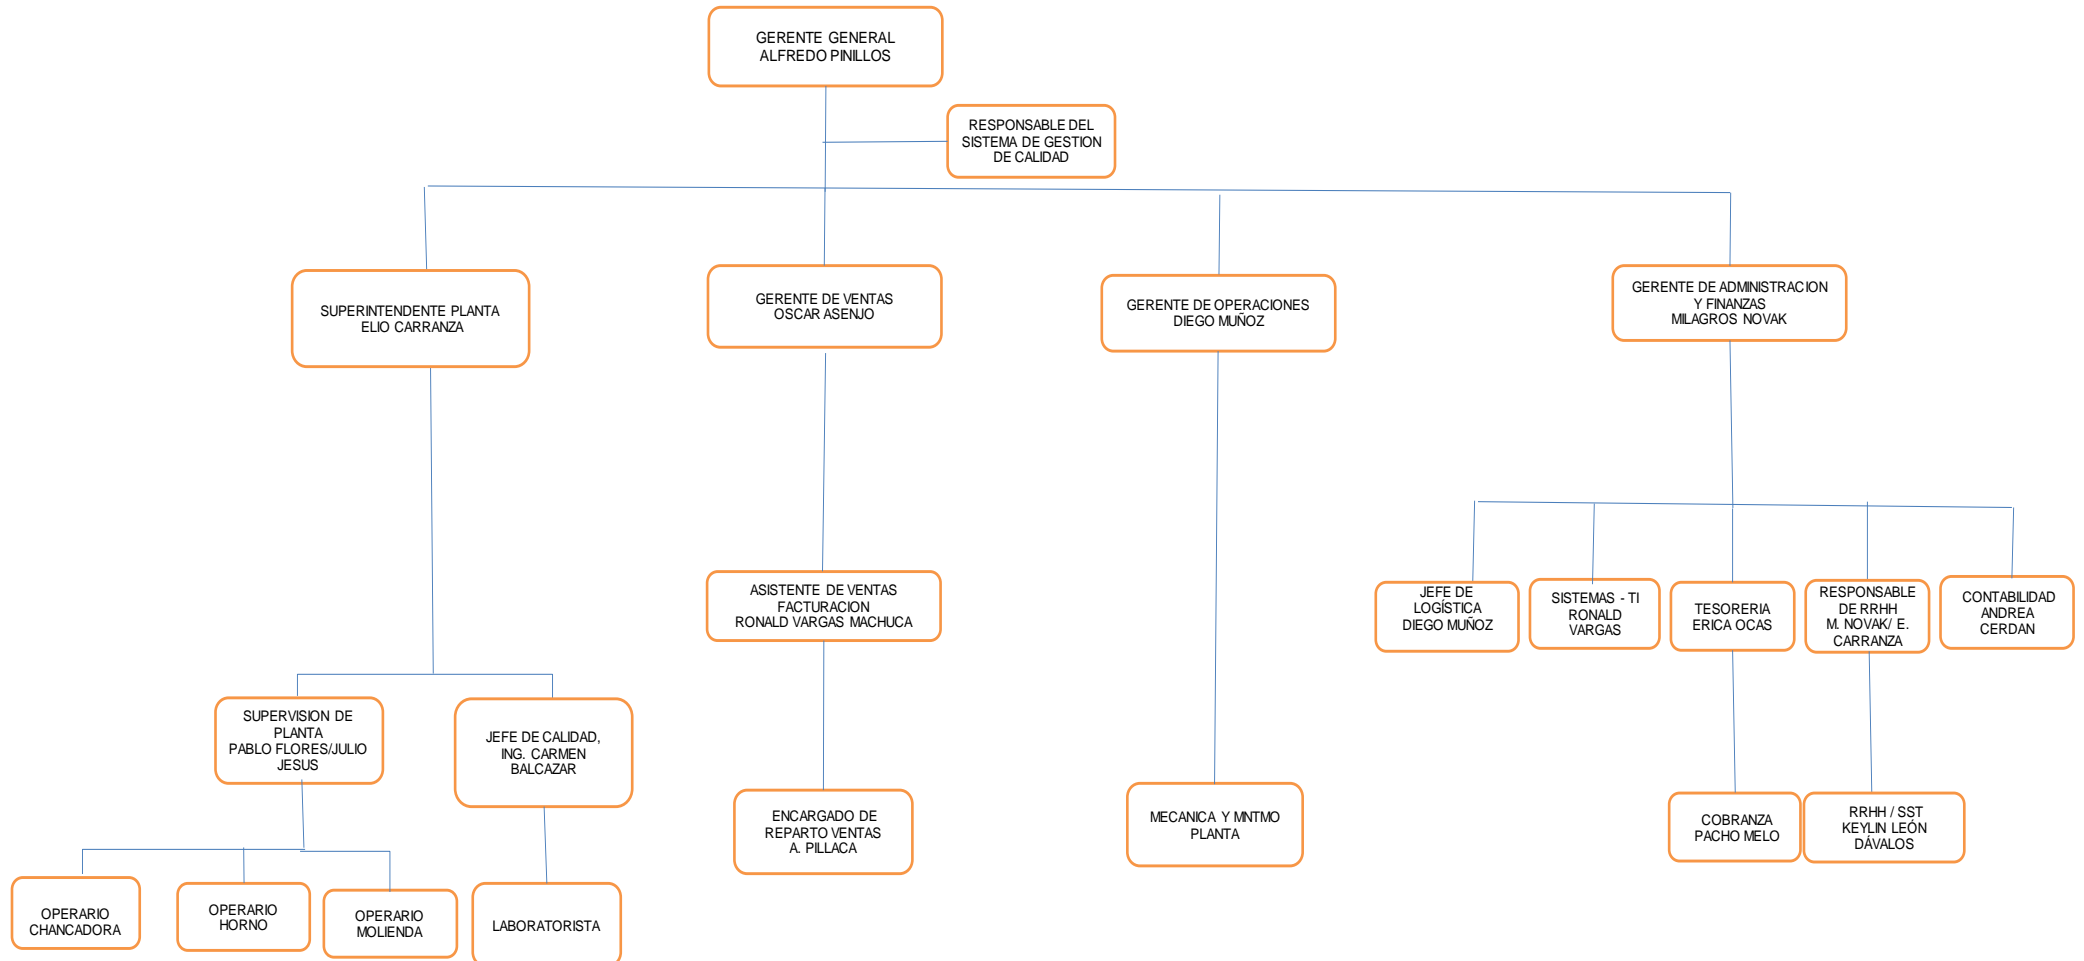 GERENTE GENERAL
ALFREDO PINILLOS
RESPONSABLE DEL
SISTEMA DE GESTION
DE CALIDAD
SUPERINTENDENTE PLANTA
ELIO CARRANZA
GERENTE DE VENTAS
OSCAR ASENJO
GERENTE DE OPERACIONES
DIEGO MUÑOZ
GERENTE DE ADMINISTRACION
Y FINANZAS
MILAGROS NOVAK
ASISTENTE DE VENTAS
FACTURACION
RONALD VARGAS MACHUCA
JEFE DE
LOGÍSTICA
DIEGO MUÑOZ
SISTEMAS - TI
RONALD
VARGAS
TESORERIA
ERICA OCAS
RESPONSABLE
DE RRHH
M. NOVAK/ E.
CARRANZA
CONTABILIDAD
ANDREA
CERDAN
SUPERVISION DE
PLANTA
PABLO FLORES/JULIO
JESUS
JEFE DE CALIDAD,
ING. CARMEN
BALCAZAR
ENCARGADO DE
REPARTO VENTAS
A. PILLACA
MECANICA Y MNTMO
PLANTA
COBRANZA
PACHO MELO
RRHH / SST
KEYLIN LEÓN
DÁVALOS
OPERARIO
CHANCADORA
OPERARIO
HORNO
OPERARIO
MOLIENDA
LABORATORISTA